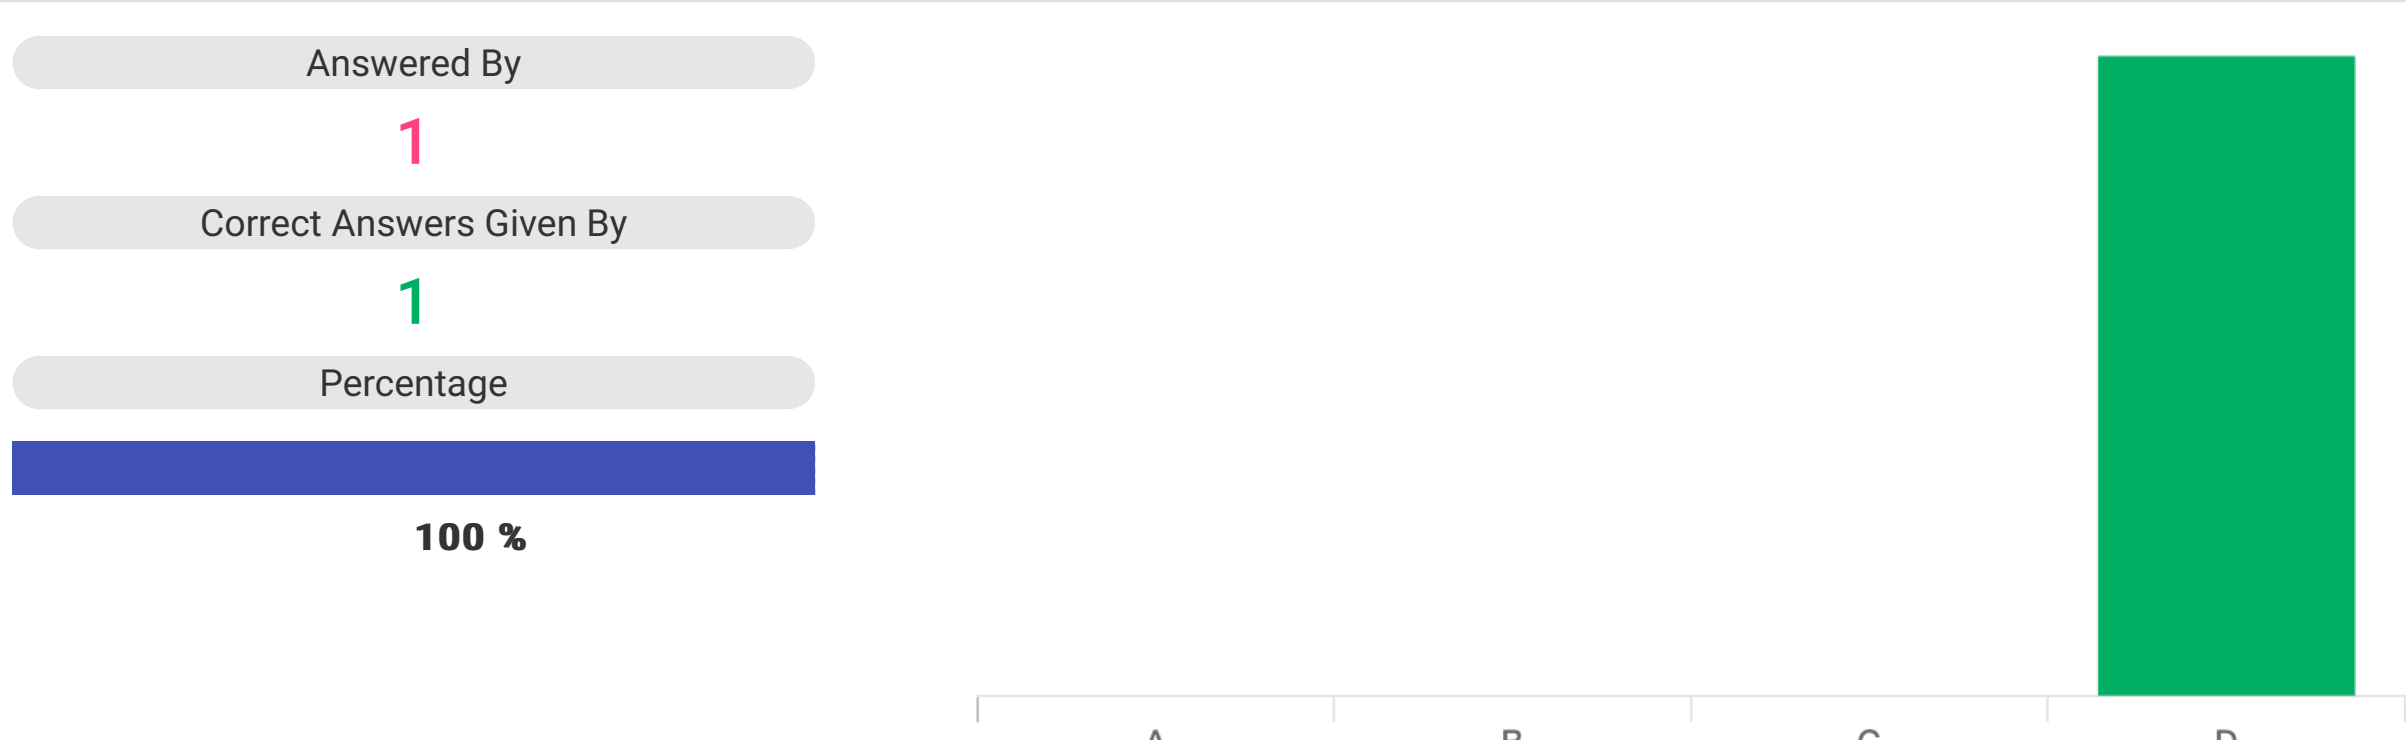 Answered By
1
Correct Answers Given By
1
Percentage
100 %
A B C D